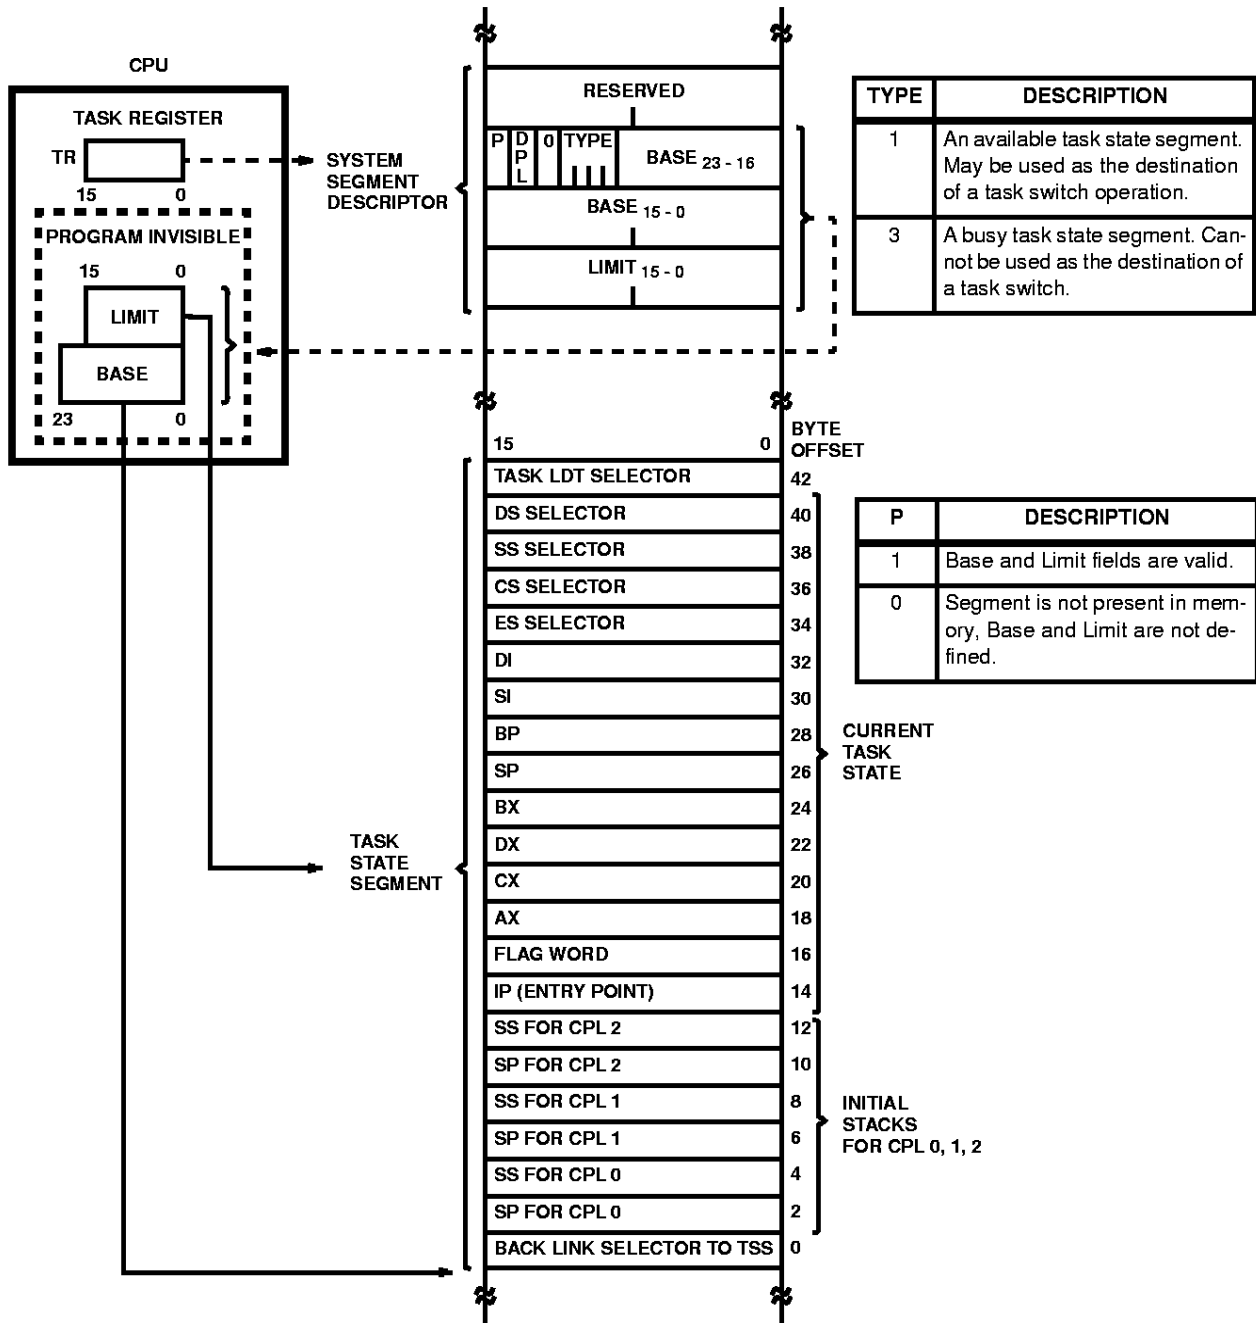 CPU
TASK REGISTER
TR
15 0
PROGRAM INVISIBLE
15 0
LIMIT
BASE
23 0
SYSTEM
SEGMENT
DESCRIPTOR
RESERVED
P DPL 0 TYPE BASE 23 - 16
BASE 15 - 0
LIMIT 15 - 0
TYPE DESCRIPTION
1 An available task state segment.
May be used as the destination
of a task switch operation.
3 A busy task state segment. Can-
not be used as the destination of
a task switch.
15 0 BYTE
OFFSET
TASK LDT SELECTOR 42
DS SELECTOR 40
SS SELECTOR 38
CS SELECTOR 36
ES SELECTOR 34
DI 32
SI 30
BP 28
SP 26
BX 24
DX 22
CX 20
AX 18
FLAG WORD 16
IP (ENTRY POINT) 14
SS FOR CPL 2 12
SP FOR CPL 2 10
SS FOR CPL 1 8
SP FOR CPL 1 6
SS FOR CPL 0 4
SP FOR CPL 0 2
BACK LINK SELECTOR TO TSS 0
TASK
STATE
SEGMENT
P DESCRIPTION
1 Base and Limit fields are valid.
0 Segment is not present in mem-
ory, Base and Limit are not de-
fined.
CURRENT
TASK
STATE
INITIAL
STACKS
FOR CPL 0, 1, 2